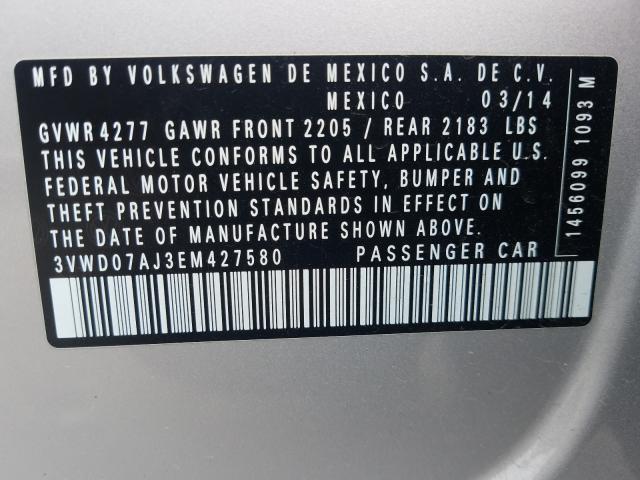 MFD BY VOLKSWAGEN DE MEXICO S.A. DE C.V.
MEXICO 03/14
GVWR 4277 GAWR FRONT 2205 / REAR 2183 LBS
THIS VEHICLE CONFORMS TO ALL APPLICABLE U.S.
FEDERAL MOTOR VEHICLE SAFETY, BUMPER AND
THEFT PREVENTION STANDARDS IN EFFECT ON
THE DATE OF MANUFACTURE SHOWN ABOVE.
3VWD07AJ3EM427580 PASSENGER CAR
1456099 1093 M